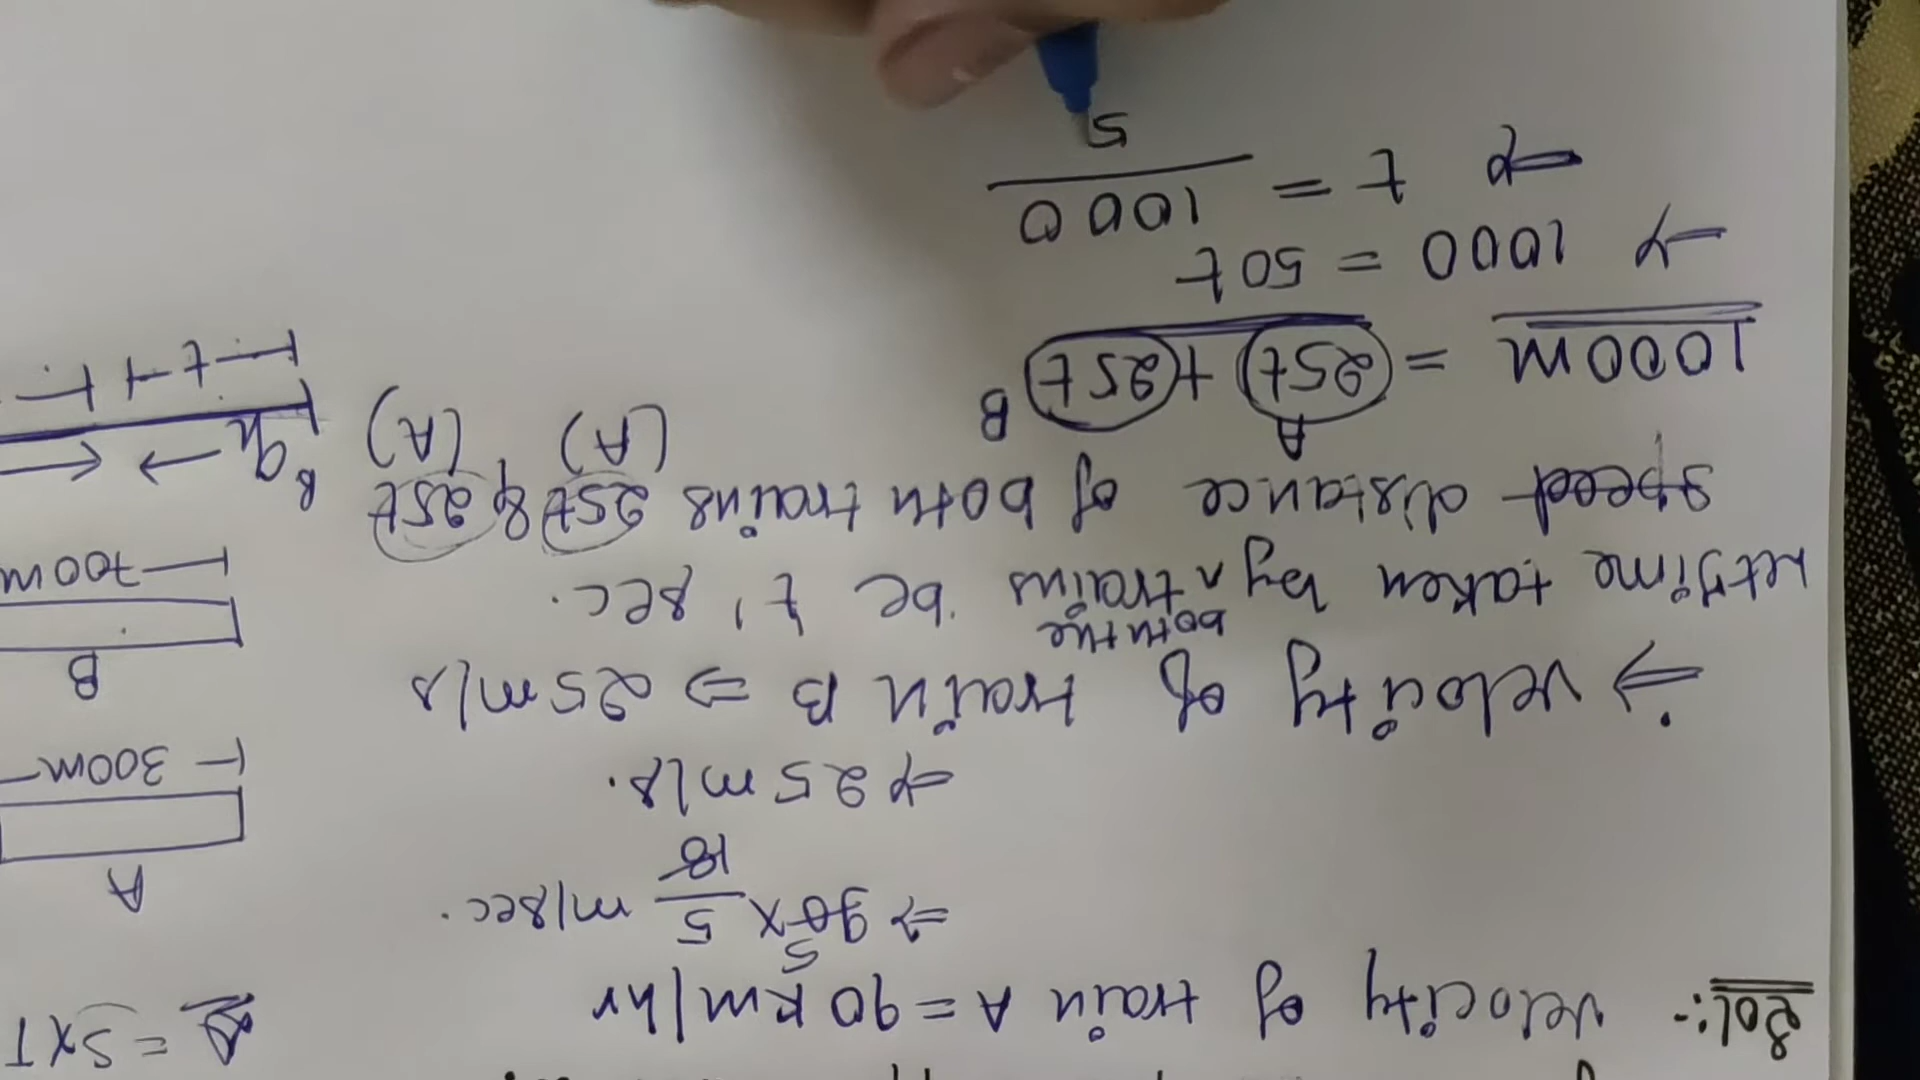 Sol:- velocity of train A = 90 km/hr
⇒ 90 5 × 5/18 m/sec.
⇒ 25 m/s.
⇒ velocity of train B ⇒ 25 m/s
both the
Let time taken by ^ trains be 't' sec.
speed distance of both trains 25t & 25t
(A) (A)
A B
1000m = 25t + 25t
→ 1000 = 50t
⇒ t = 1000/5
= S×T
A
300m
B
700m
B
t